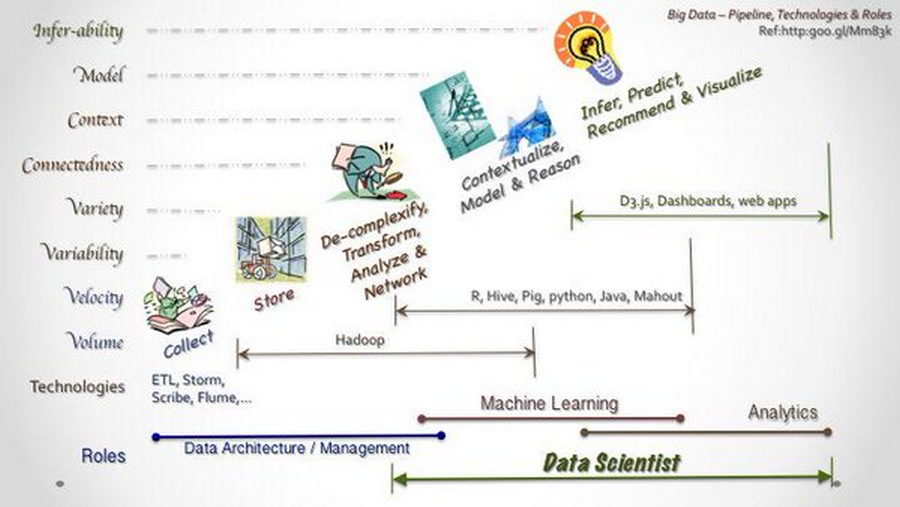 Big Data – Pipeline, Technologies & Roles
Ref:http:goo.gl/Mm83k
Infer-ability
Model
Context
Connectedness
Variety
Variability
Velocity
Volume
Technologies
Roles
Collect
Store
De-complexify,
Transform,
Analyze &
Network
Contextualize,
Model & Reason
Infer, Predict,
Recommend & Visualize
D3.js, Dashboards, web apps
R, Hive, Pig, python, Java, Mahout
Hadoop
ETL, Storm,
Scribe, Flume,...
Machine Learning
Analytics
Data Architecture / Management
Data Scientist